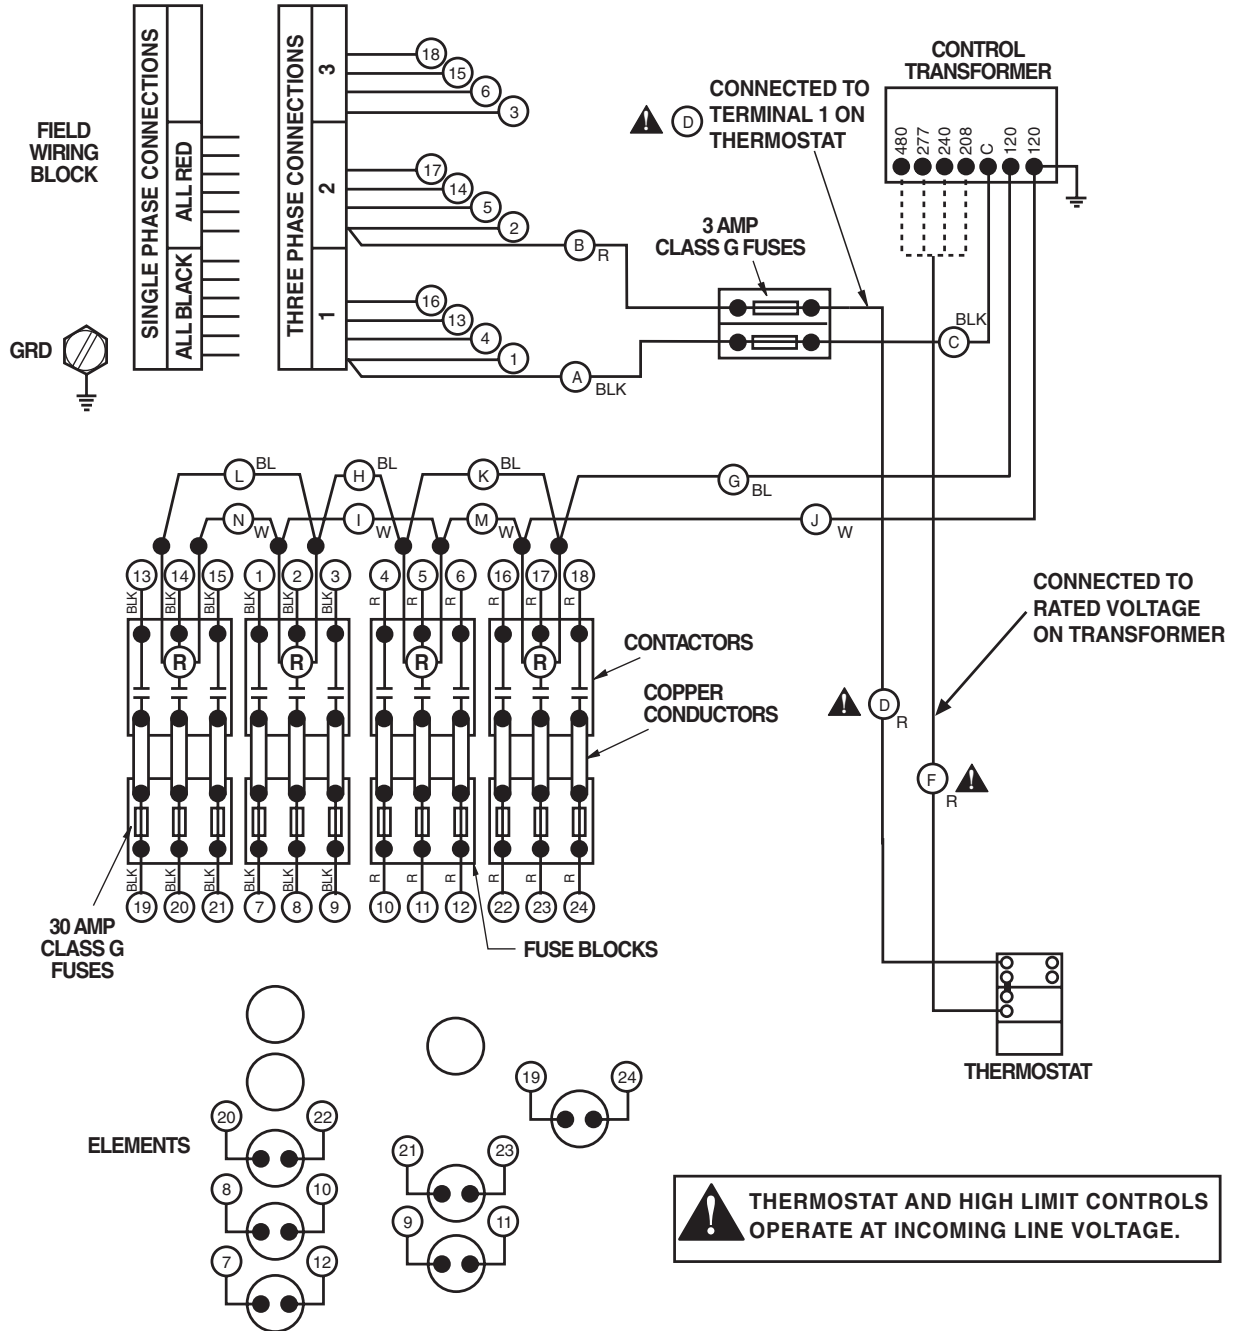 FIELD
WIRING
BLOCK
GRD
SINGLE PHASE CONNECTIONS
ALL RED
ALL BLACK
THREE PHASE CONNECTIONS
3
2
1
18
15
6
3
17
14
5
2
B
R
16
13
4
1
A
BLK
D
CONNECTED TO
TERMINAL 1 ON
THERMOSTAT
3 AMP
CLASS G FUSES
CONTROL
TRANSFORMER
480
277
240
208
C
120
120
BLK
C
L
BL
H
BL
K
BL
G
BL
N
W
I
W
M
W
J
W
13
14
15
1
2
3
4
5
6
16
17
18
BLK
BLK
BLK
BLK
BLK
BLK
R
R
R
R
R
R
R
R
R
R
CONTACTORS
COPPER
CONDUCTORS
CONNECTED TO
RATED VOLTAGE
ON TRANSFORMER
D
R
F
R
BLK
BLK
BLK
BLK
BLK
BLK
R
R
R
R
R
R
19
20
21
7
8
9
10
11
12
22
23
24
30 AMP
CLASS G
FUSES
FUSE BLOCKS
THERMOSTAT
ELEMENTS
20
22
8
10
7
12
21
23
9
11
19
24
THERMOSTAT AND HIGH LIMIT CONTROLS
OPERATE AT INCOMING LINE VOLTAGE.